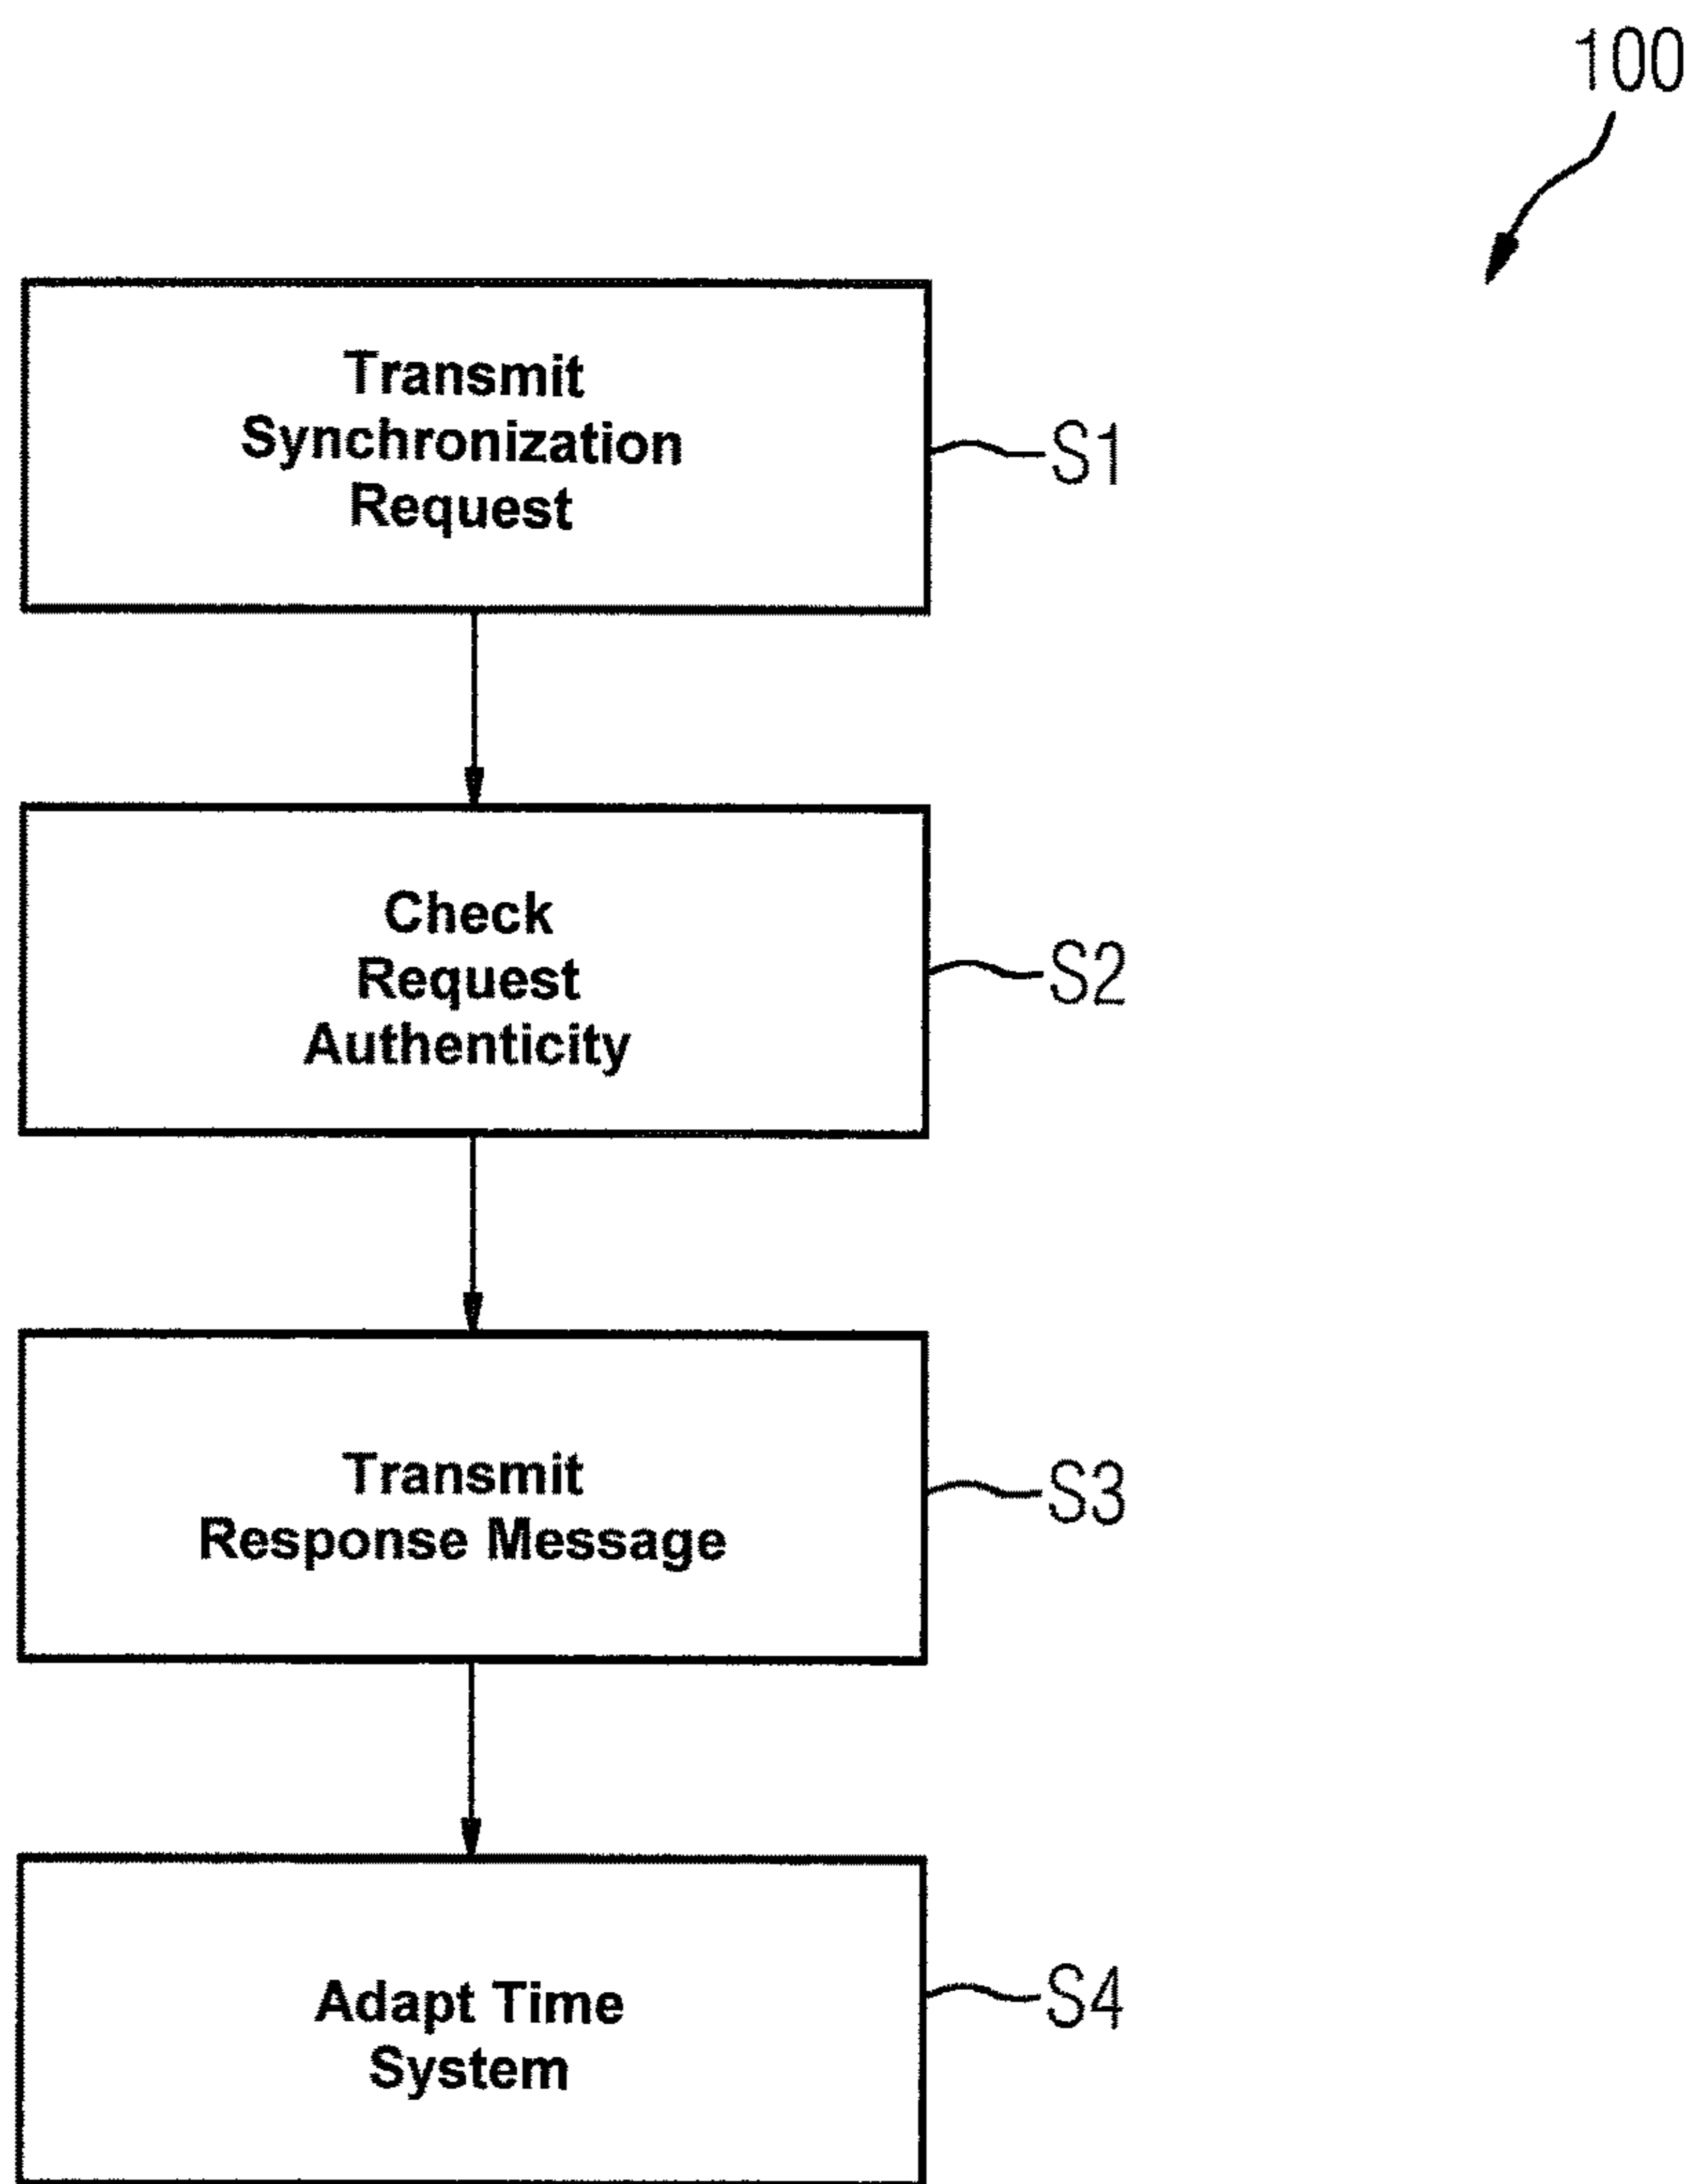 100
Transmit
Synchronization
Request
S1
Check
Request
Authenticity
S2
Transmit
Response Message
S3
Adapt Time
System
S4